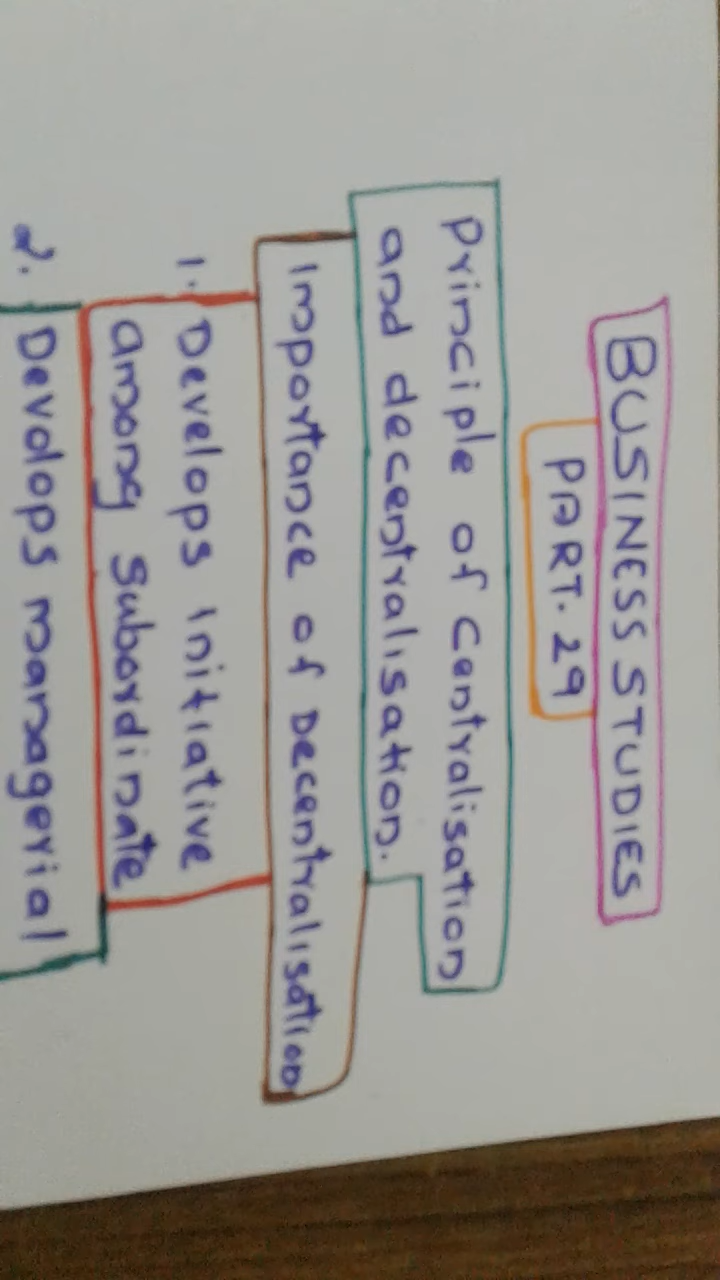 BUSINESS STUDIES
PART. 29
Principle of Centralisation
and decentralisation.
Importance of Decentralisation
1. Develops Initiative
among Subordinate
2. Devolops managerial